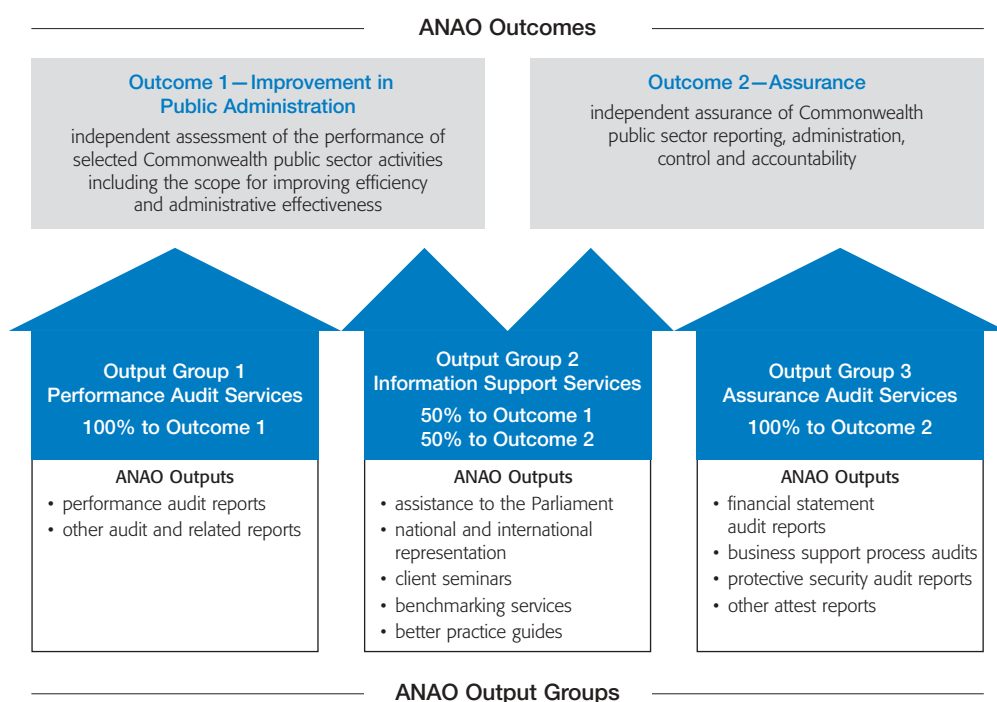 ANAO Outcomes
Outcome 1—Improvement in
Public Administration
independent assessment of the performance of
selected Commonwealth public sector activities
including the scope for improving efficiency
and administrative effectiveness
Outcome 2—Assurance
independent assurance of Commonwealth
public sector reporting, administration,
control and accountability
Output Group 1
Performance Audit Services
100% to Outcome 1
ANAO Outputs
• performance audit reports
• other audit and related reports
Output Group 2
Information Support Services
50% to Outcome 1
50% to Outcome 2
ANAO Outputs
• assistance to the Parliament
• national and international
representation
• client seminars
• benchmarking services
• better practice guides
Output Group 3
Assurance Audit Services
100% to Outcome 2
ANAO Outputs
• financial statement
audit reports
• business support process audits
• protective security audit reports
• other attest reports
ANAO Output Groups